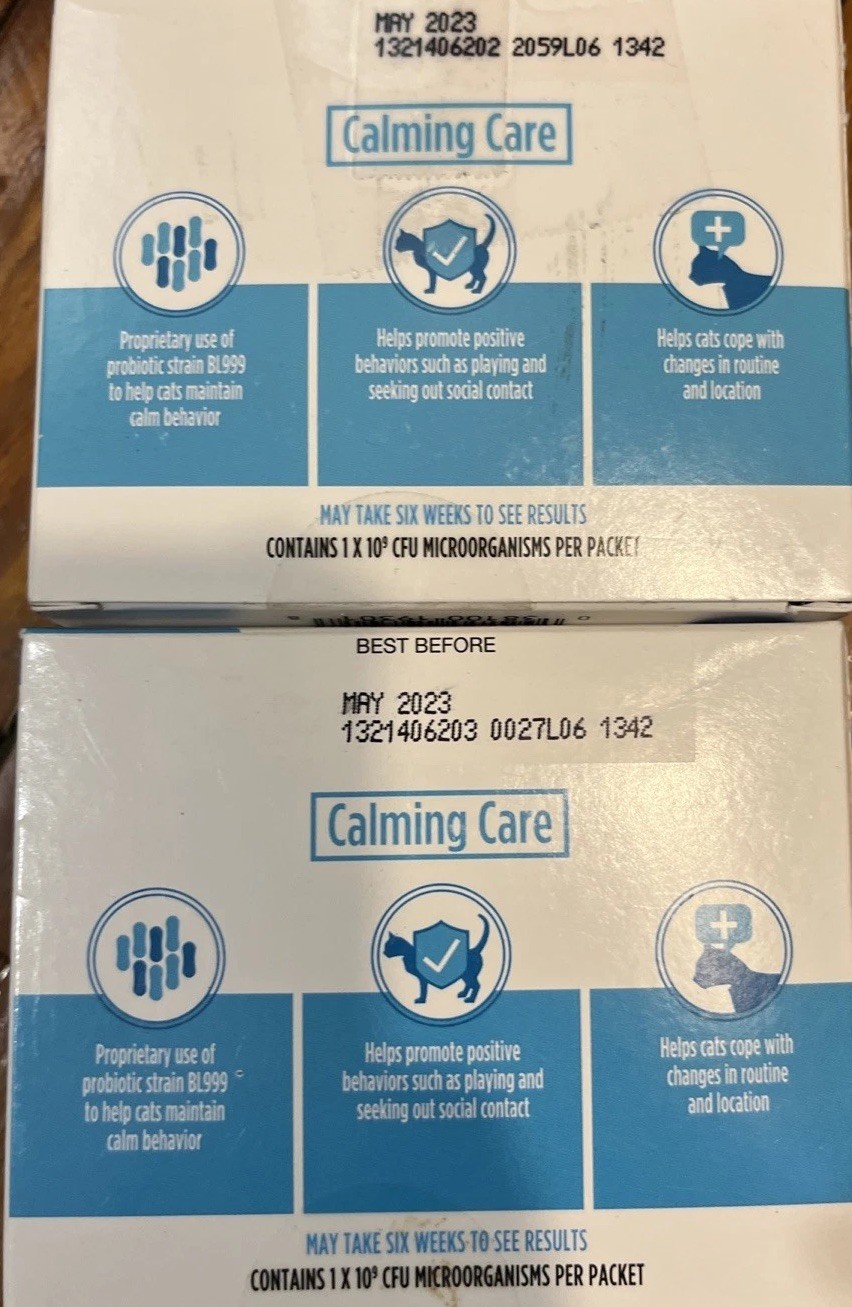 MAY 2023
1321406202 2059L06 1342
Calming Care
Proprietary use of
probiotic strain BL999
to help cats maintain
calm behavior
Helps promote positive
behaviors such as playing and
seeking out social contact
Helps cats cope with
changes in routine
and location
MAY TAKE SIX WEEKS TO SEE RESULTS
CONTAINS 1 X 10⁹ CFU MICROORGANISMS PER PACKET
BEST BEFORE
MAY 2023
1321406203 0027L06 1342
Calming Care
Proprietary use of
probiotic strain BL999
to help cats maintain
calm behavior
Helps promote positive
behaviors such as playing and
seeking out social contact
Helps cats cope with
changes in routine
and location
MAY TAKE SIX WEEKS TO SEE RESULTS
CONTAINS 1 X 10⁹ CFU MICROORGANISMS PER PACKET